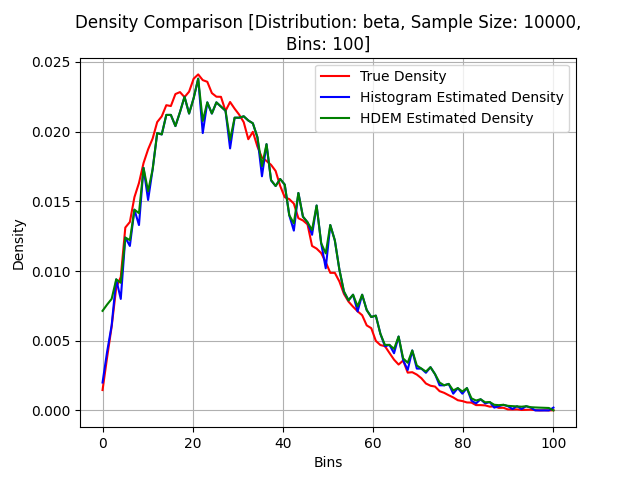 Density Comparison [Distribution: beta, Sample Size: 10000,
Bins: 100]
True Density
Histogram Estimated Density
HDEM Estimated Density
Density
0.025
0.020
0.015
0.010
0.005
0.000
0 20 40 60 80 100
Bins